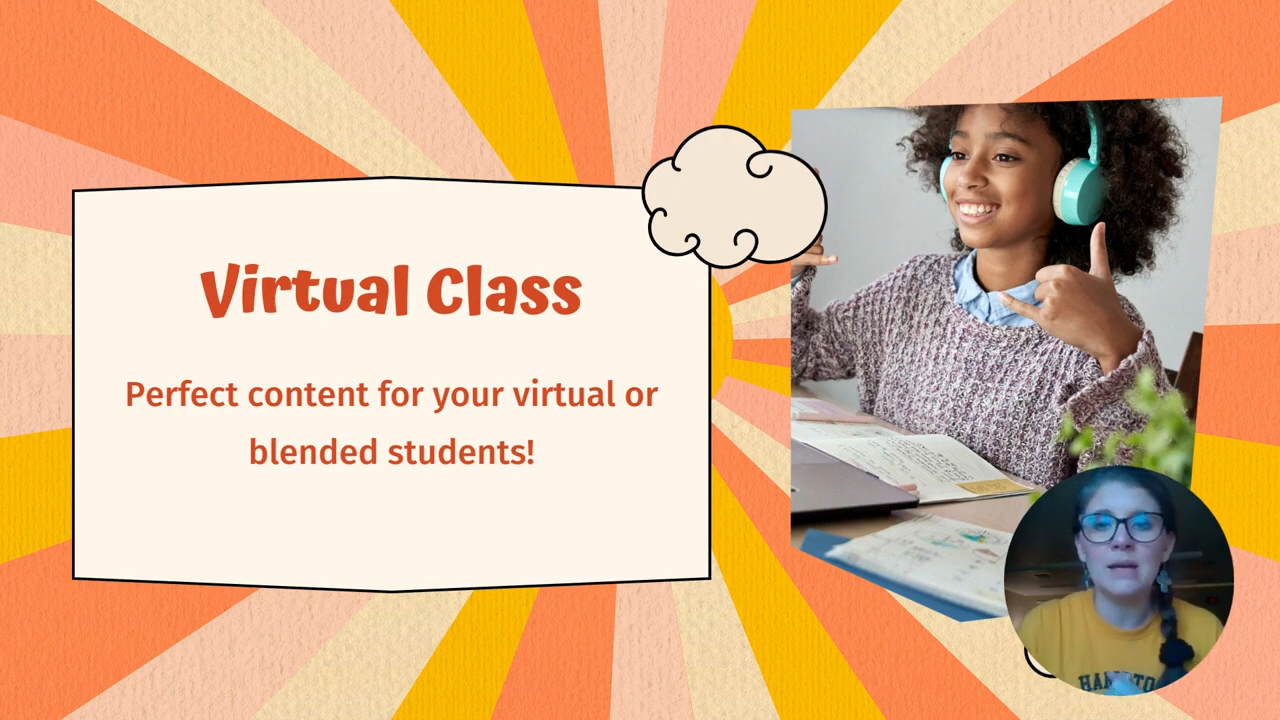 Virtual Class
Perfect content for your virtual or
blended students!